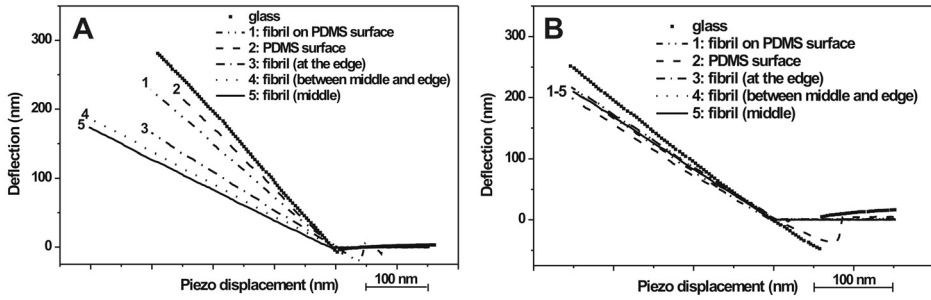 A
glass
1: fibril on PDMS surface
2: PDMS surface
3: fibril (at the edge)
4: fibril (between middle and edge)
5: fibril (middle)
300
200
100
0
Deflection (nm)
1
2
3
4
5
Piezo displacement (nm)
100 nm
B
glass
1: fibril on PDMS surface
2: PDMS surface
3: fibril (at the edge)
4: fibril (between middle and edge)
5: fibril (middle)
300
200
100
0
Deflection (nm)
1-5
Piezo displacement (nm)
100 nm